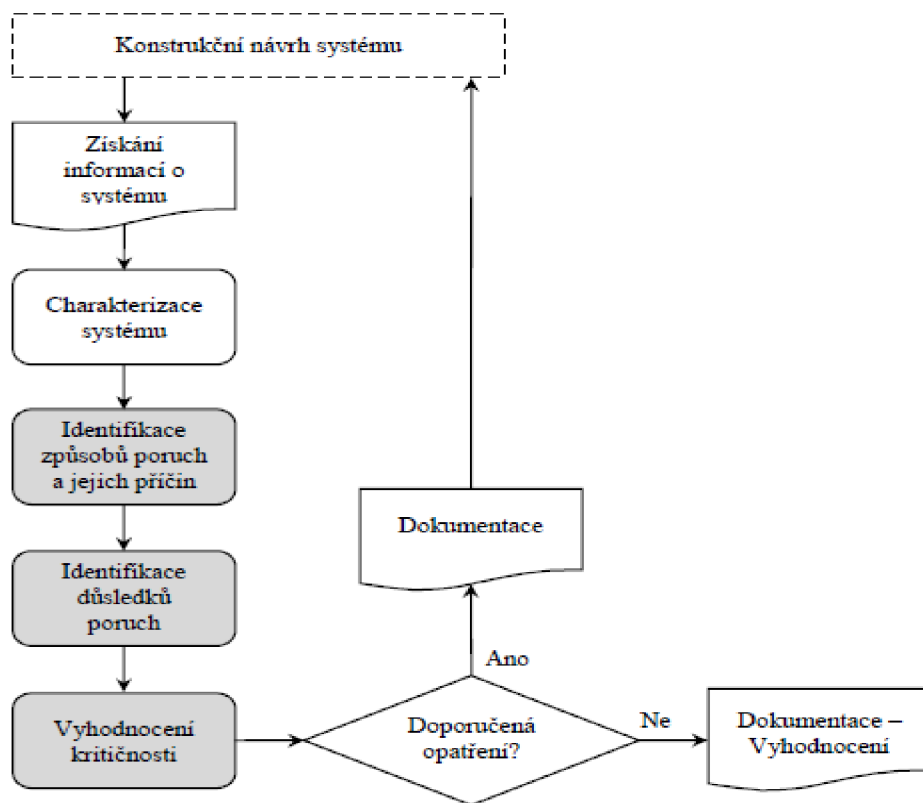 Konstrukční návrh systému
Získání
informací o
systému
Charakterizace
systému
Identifikace
způsobů poruch
a jejich příčin
Identifikace
důsledků
poruch
Vyhodnocení
kritičnosti
Dokumentace
Ano
Doporučená
opatření?
Ne
Dokumentace –
Vyhodnocení